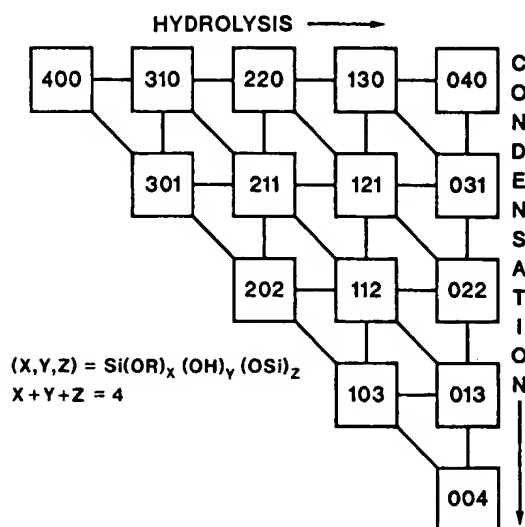 HYDROLYSIS
400 310 220 130 040
301 211 121 031
202 112 022
103 013
004
CONDENSATION
(X,Y,Z) = Si(OR)X (OH)Y (OSi)Z
X+Y+Z = 4